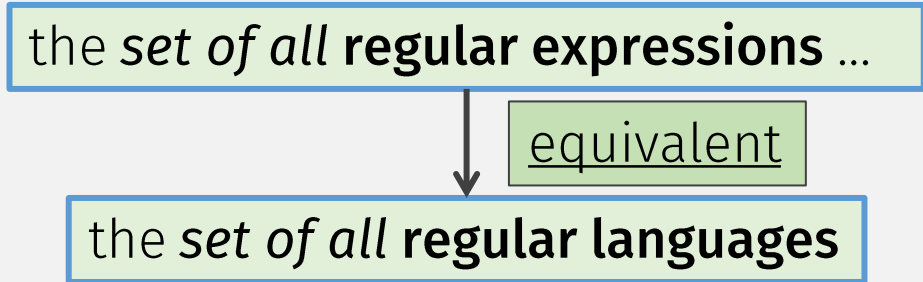 the set of all regular expressions ...
equivalent
the set of all regular languages